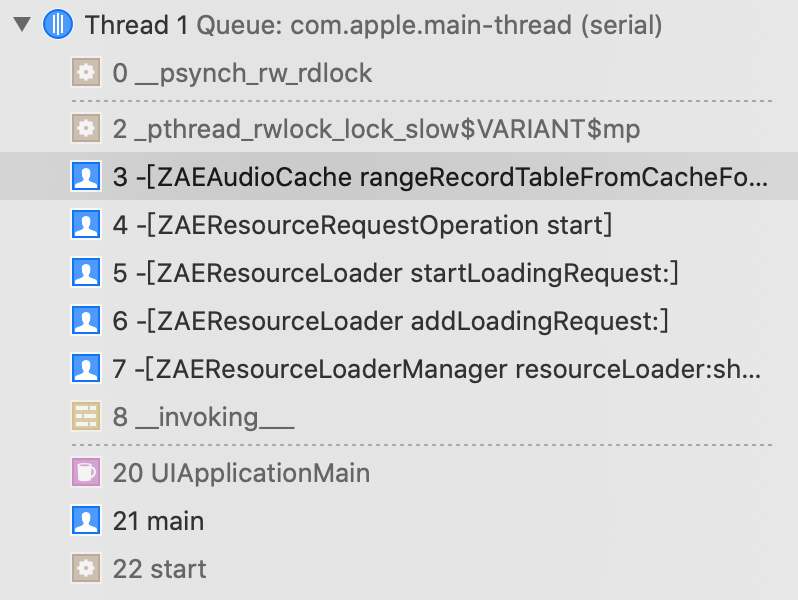 Thread 1 Queue: com.apple.main-thread (serial)
0 __psynch_rw_rdlock
2 _pthread_rwlock_lock_slow$VARIANT$mp
3 -[ZAEAudioCache rangeRecordTableFromCacheFo...
4 -[ZAEResourceRequestOperation start]
5 -[ZAEResourceLoader startLoadingRequest:]
6 -[ZAEResourceLoader addLoadingRequest:]
7 -[ZAEResourceLoaderManager resourceLoader:sh...
8 __invoking___
20 UIApplicationMain
21 main
22 start